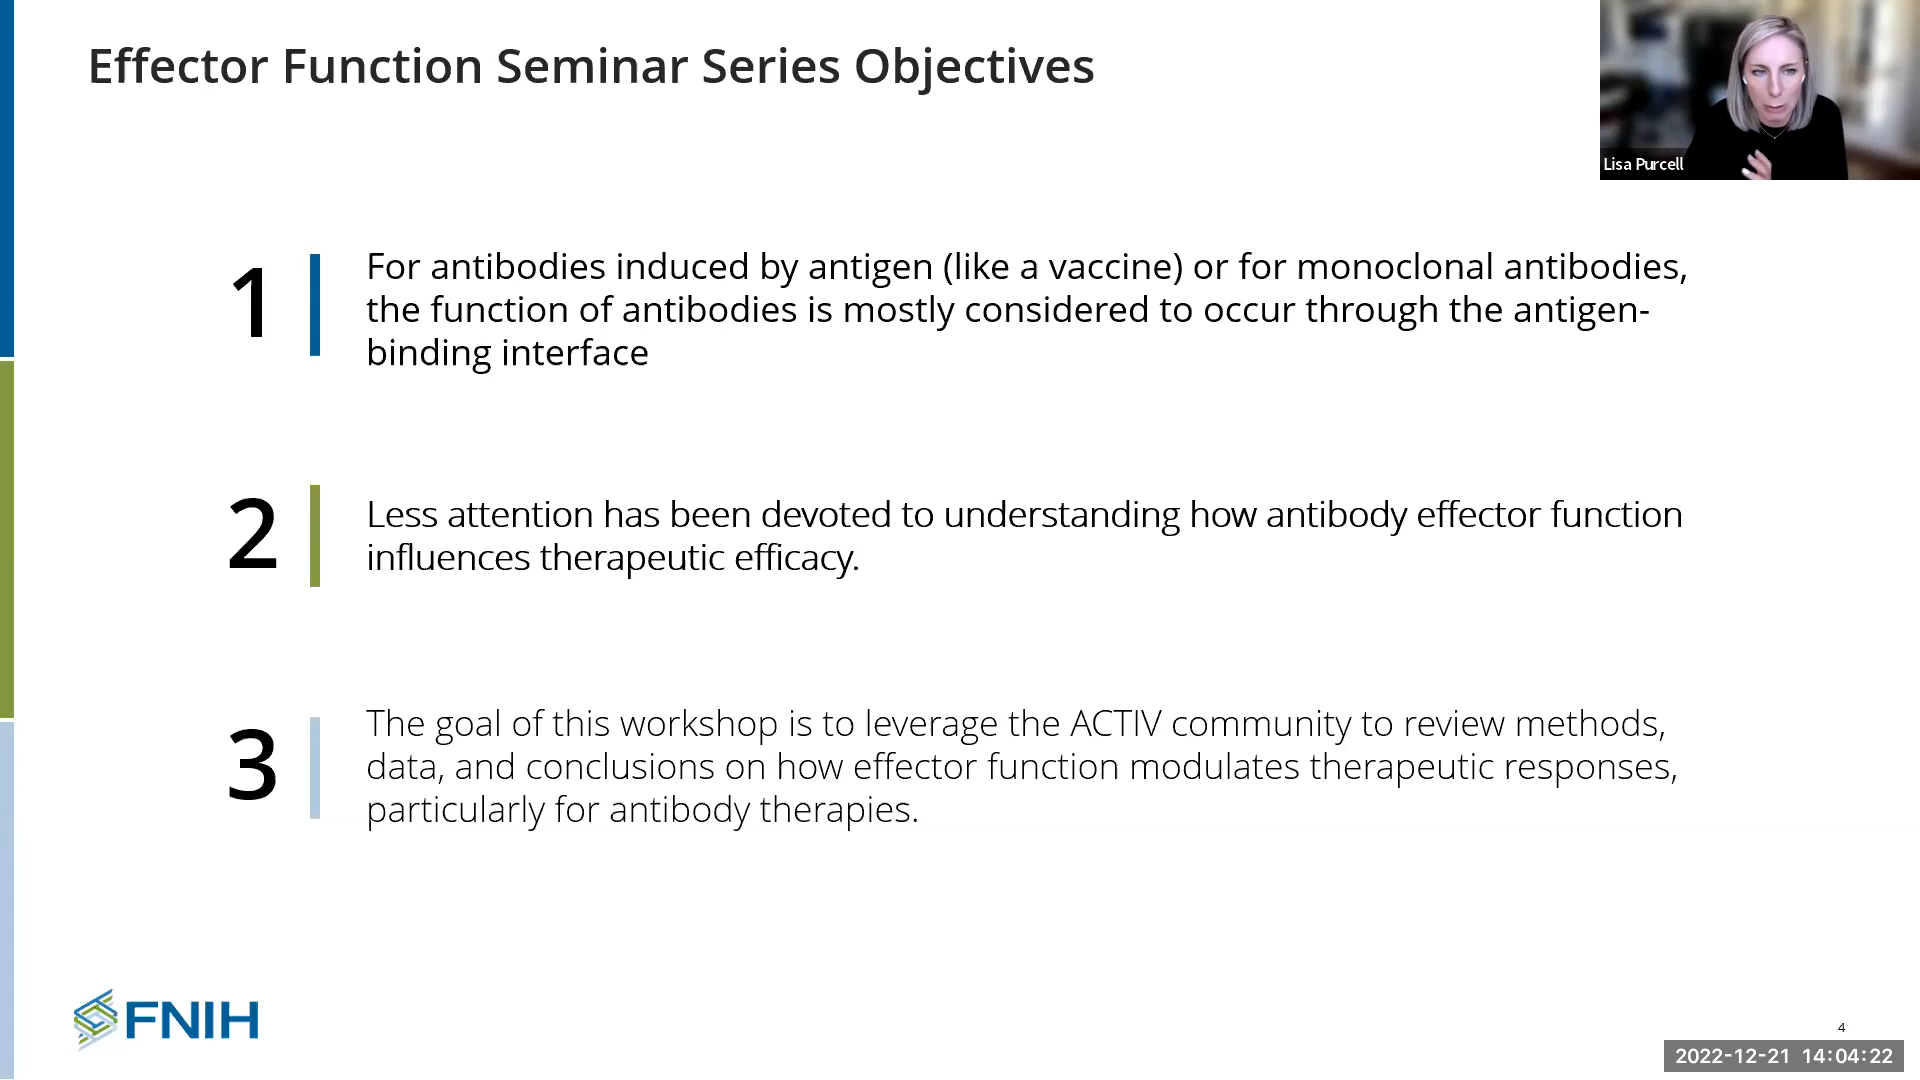 Effector Function Seminar Series Objectives
Lisa Purcell
1
For antibodies induced by antigen (like a vaccine) or for monoclonal antibodies,
the function of antibodies is mostly considered to occur through the antigen-
binding interface
2
Less attention has been devoted to understanding how antibody effector function
influences therapeutic efficacy.
3
The goal of this workshop is to leverage the ACTIV community to review methods,
data, and conclusions on how effector function modulates therapeutic responses,
particularly for antibody therapies.
FNIH
4
2022-12-21 14:04:22